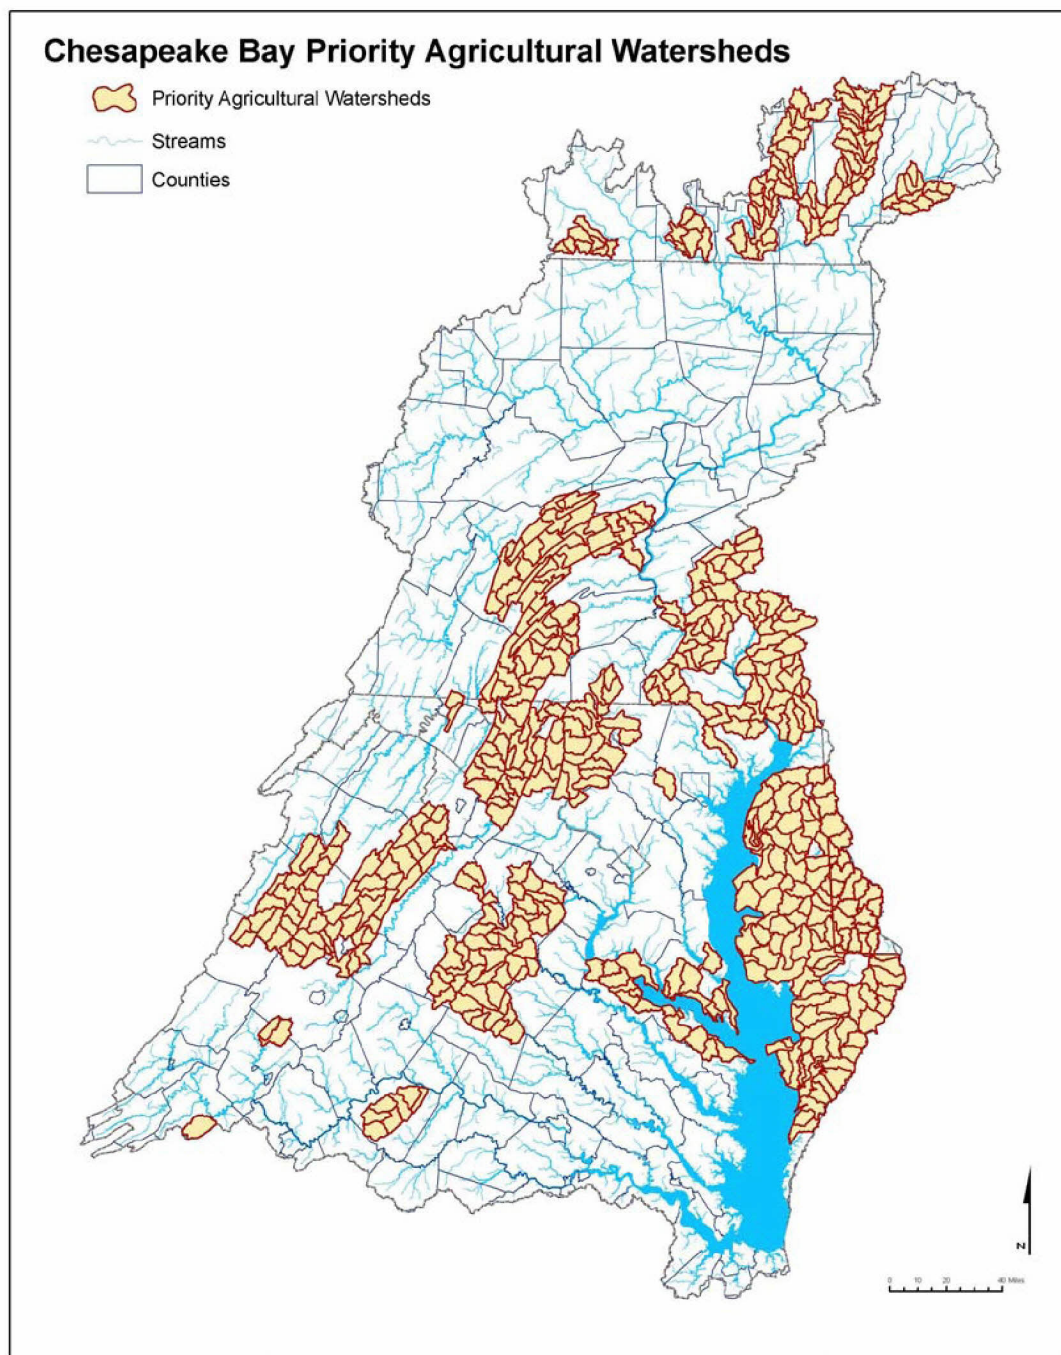 Chesapeake Bay Priority Agricultural Watersheds
Priority Agricultural Watersheds
Streams
Counties
N
0 10 20 40 Miles